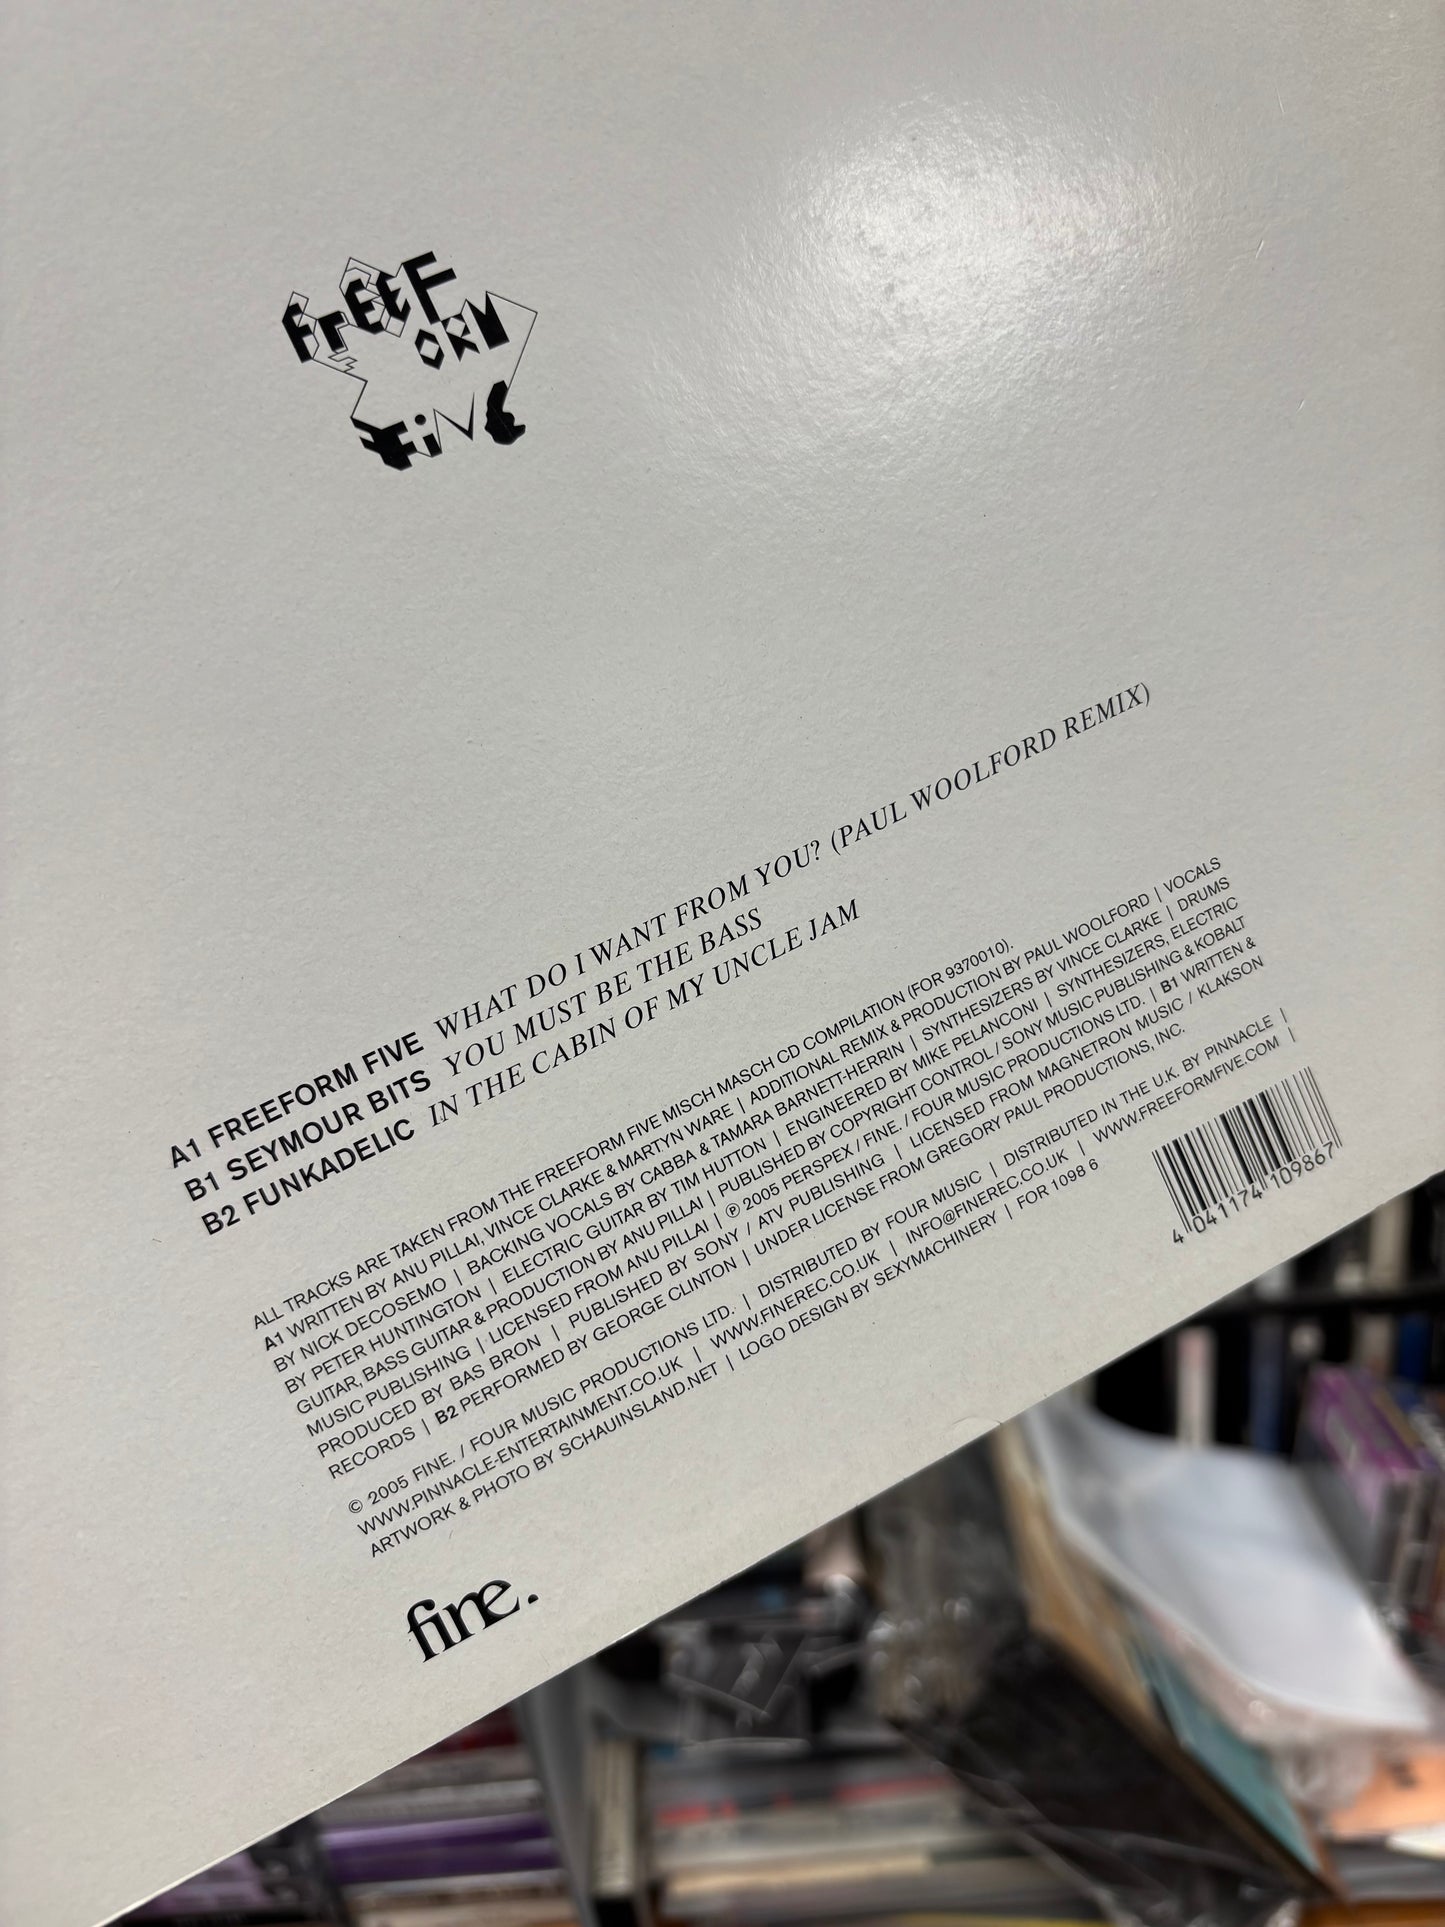 FREEF
ORM
FiVE
A1 FREEFORM FIVE WHAT DO I WANT FROM YOU? (PAUL WOOLFORD REMIX)
B1 SEYMOUR BITS YOU MUST BE THE BASS
B2 FUNKADELIC IN THE CABIN OF MY UNCLE JAM
ALL TRACKS ARE TAKEN FROM THE FREEFORM FIVE MISCH MASCH CD COMPILATION (FOR 9370010).
A1 WRITTEN BY ANU PILLAI, VINCE CLARKE & MARTYN WARE | ADDITIONAL REMIX & PRODUCTION BY PAUL WOOLFORD | VOCALS
BY NICK DECOSEMO | BACKING VOCALS BY CABBA & TAMARA BARNETT-HERRIN | SYNTHESIZERS BY VINCE CLARKE | DRUMS
BY PETER HUNTINGTON | ELECTRIC GUITAR BY TIM HUTTON | ENGINEERED BY MIKE PELANCONI | SYNTHESIZERS, ELECTRIC
GUITAR, BASS GUITAR & PRODUCTION BY ANU PILLAI | PUBLISHED BY COPYRIGHT CONTROL / SONY MUSIC PUBLISHING & KOBALT
MUSIC PUBLISHING | LICENSED FROM ANU PILLAI | ℗ 2005 PERSPEX / FINE. / FOUR MUSIC PRODUCTIONS LTD. | B1 WRITTEN &
PRODUCED BY BAS BRON | PUBLISHED BY SONY / ATV PUBLISHING | LICENSED FROM MAGNETRON MUSIC / KLAKSON
RECORDS | B2 PERFORMED BY GEORGE CLINTON | UNDER LICENSE FROM GREGORY PAUL PRODUCTIONS, INC.
© 2005 FINE. / FOUR MUSIC PRODUCTIONS LTD. | DISTRIBUTED BY FOUR MUSIC | DISTRIBUTED IN THE U.K. BY PINNACLE |
WWW.PINNACLE-ENTERTAINMENT.CO.UK | WWW.FINEREC.CO.UK | INFO@FINEREC.CO.UK | WWW.FREEFORMFIVE.COM |
ARTWORK & PHOTO BY SCHAUINSLAND.NET | LOGO DESIGN BY SEXYMACHINERY | FOR 1098 6
4 041174 109867
fine.